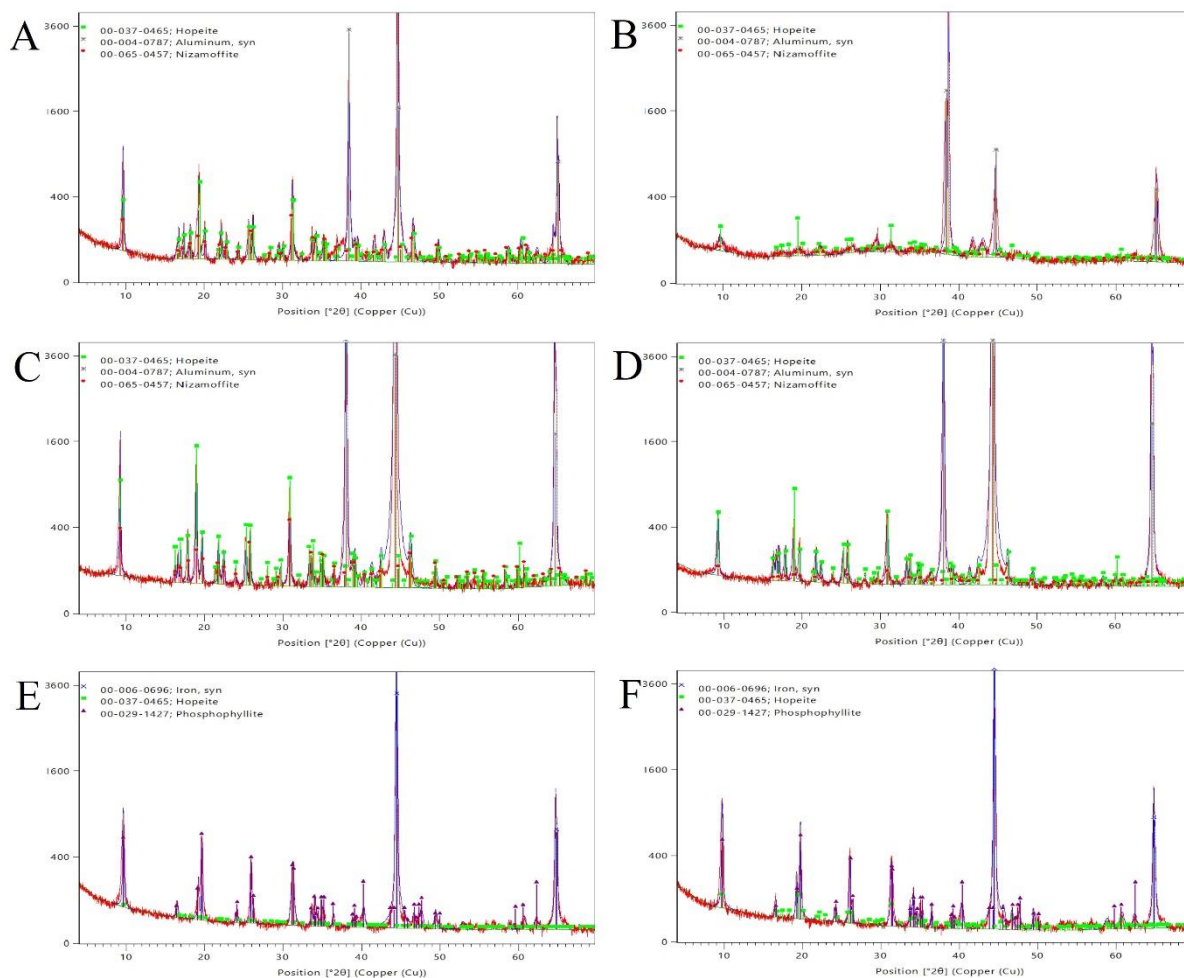 A
3600
00-037-0465; Hopeite
00-004-0787; Aluminum, syn
00-065-0457; Nizamoffite
1600
400
0
10 20 30 40 50 60
Position [°2θ] (Copper (Cu))
B
3600
00-037-0465; Hopeite
00-004-0787; Aluminum, syn
00-065-0457; Nizamoffite
1600
400
0
10 20 30 40 50 60
Position [°2θ] (Copper (Cu))
C
3600
00-037-0465; Hopeite
00-004-0787; Aluminum, syn
00-065-0457; Nizamoffite
1600
400
0
10 20 30 40 50 60
Position [°2θ] (Copper (Cu))
D
3600
00-037-0465; Hopeite
00-004-0787; Aluminum, syn
00-065-0457; Nizamoffite
1600
400
0
10 20 30 40 50 60
Position [°2θ] (Copper (Cu))
E
3600
00-006-0696; Iron, syn
00-037-0465; Hopeite
00-029-1427; Phosphophyllite
1600
400
0
10 20 30 40 50 60
Position [°2θ] (Copper (Cu))
F
3600
00-006-0696; Iron, syn
00-037-0465; Hopeite
00-029-1427; Phosphophyllite
1600
400
0
10 20 30 40 50 60
Position [°2θ] (Copper (Cu))